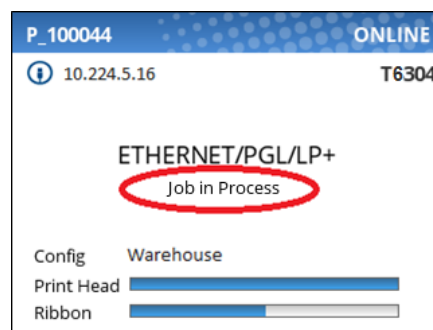 P_100044 ONLINE
10.224.5.16 T6304
ETHERNET/PGL/LP+
Job in Process
Config Warehouse
Print Head
Ribbon